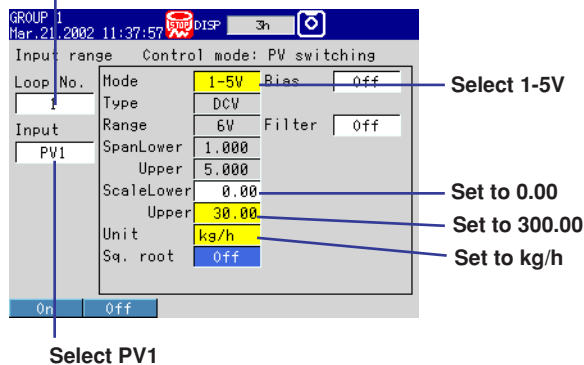 GROUP 1
Mar.21.2002 11:37:57 STOP DISP 3h
Input range Control mode: PV switching
Loop No. Mode 1-5V Bias Off
1 Type DCV
Input Range 6V Filter Off
PV1 SpanLower 1.000
Upper 5.000
ScaleLower 0.00
Upper 30.00
Unit kg/h
Sq. root Off
On Off
Select 1-5V
Set to 0.00
Set to 300.00
Set to kg/h
Select PV1